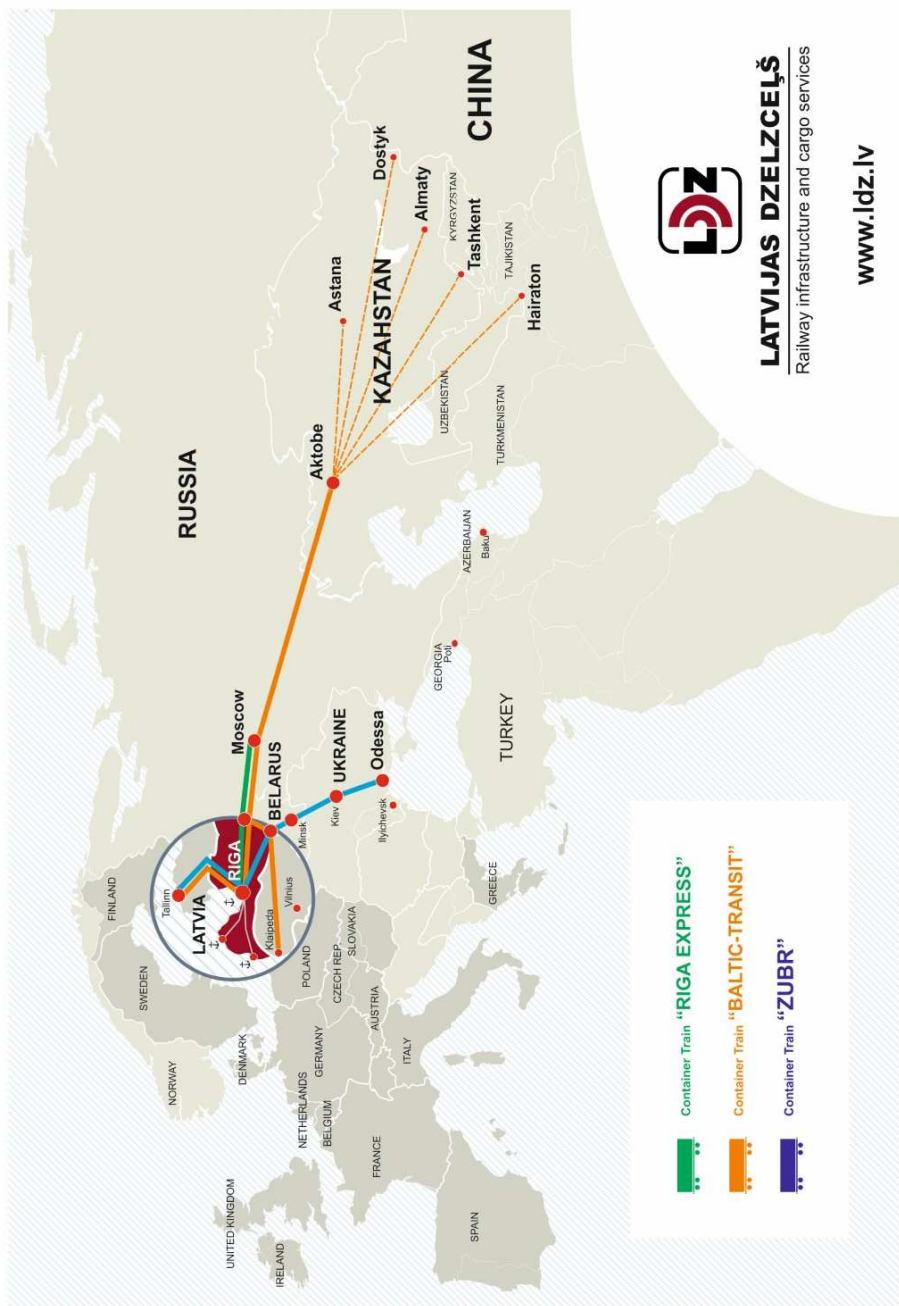 FINLAND
SWEDEN
NORWAY
Tallinn
LATVIA
RIGA
DENMARK
Klaipeda
Vilnius
UNITED KINGDOM
IRELAND
NETHERLANDS
BELGIUM
GERMANY
POLAND
CZECH REP.
SLOVAKIA
AUSTRIA
FRANCE
ITALY
SPAIN
GREECE
RUSSIA
Moscow
BELARUS
Minsk
Kiev
UKRAINE
Odessa
Ilyichevsk
TURKEY
GEORGIA
Poti
AZERBAIJAN
Baku
Aktobe
Astana
KAZAHSTAN
Dostyk
Almaty
KYRGYZSTAN
Tashkent
TAJIKISTAN
Hairaton
UZBEKISTAN
TURKMENISTAN
CHINA
Container Train “RIGA EXPRESS”
Container Train “BALTIC-TRANSIT”
Container Train “ZUBR”
LDZ
LATVIJAS DZELZCEĻŠ
Railway infrastructure and cargo services
www.ldz.lv